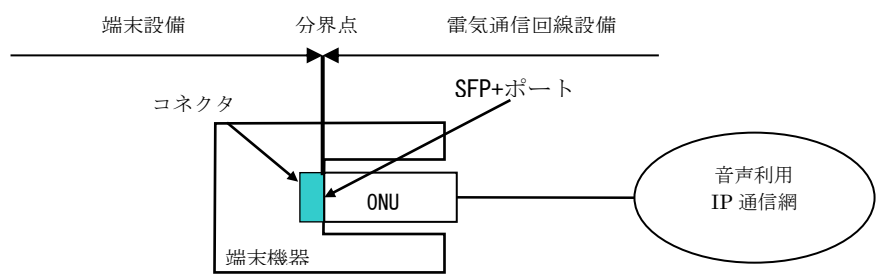 端末設備
分界点
電気通信回線設備
SFP+ポート
コネクタ
音声利用
IP 通信網
ONU
端末機器